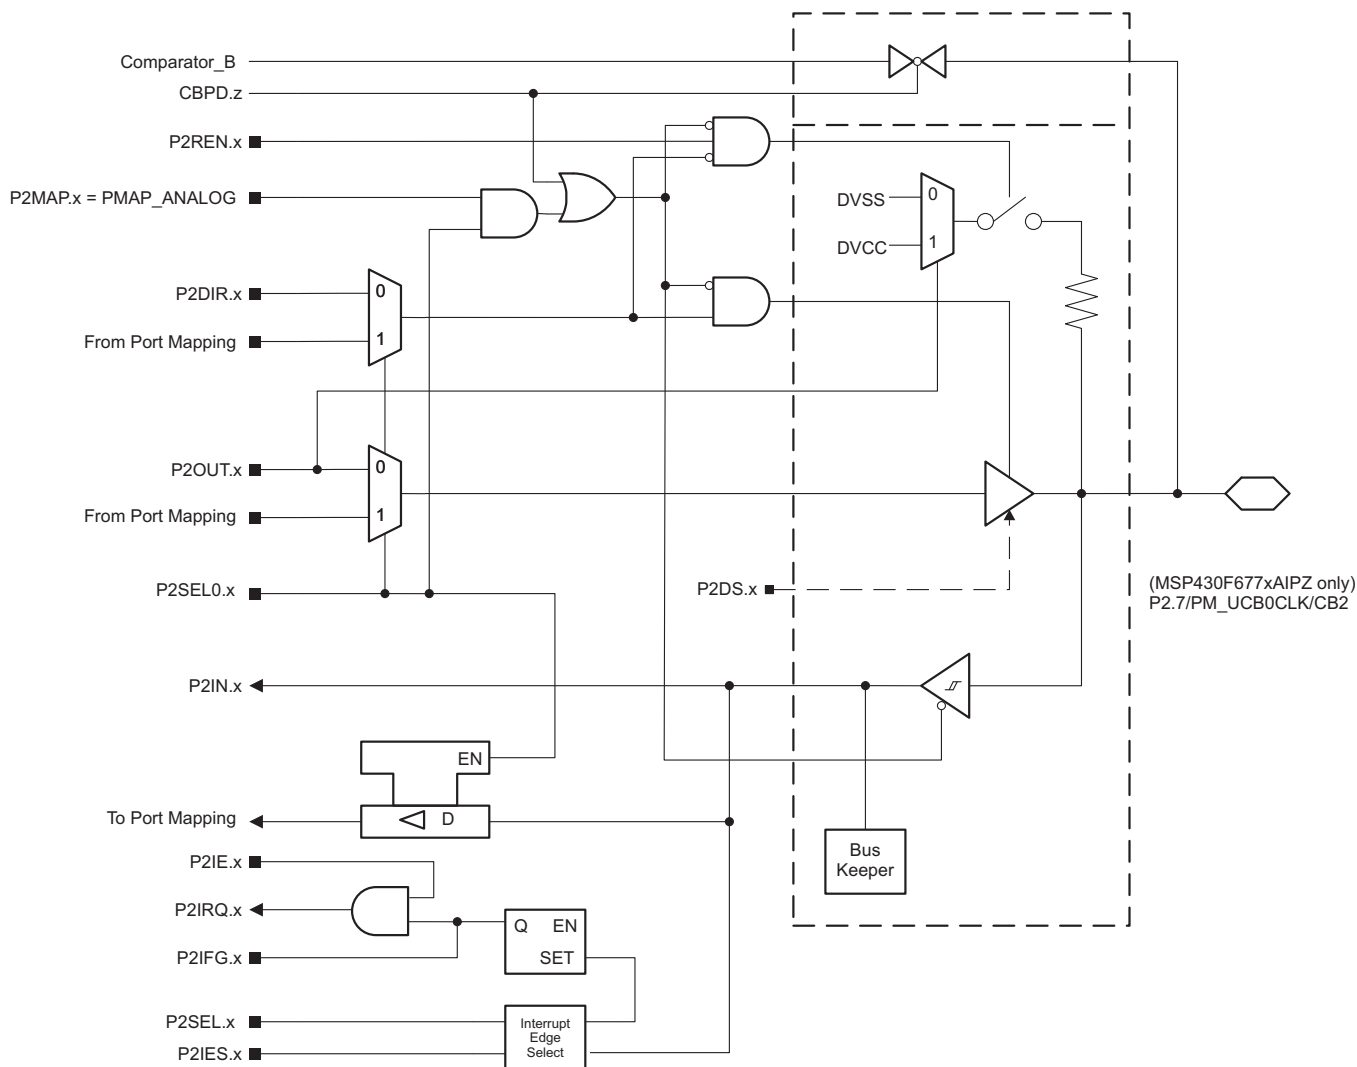 Comparator_B
CBPD.z
P2REN.x
P2MAP.x = PMAP_ANALOG
DVSS
0
DVCC
1
P2DIR.x
0
From Port Mapping
1
P2OUT.x
0
From Port Mapping
1
P2SEL0.x
P2DS.x
(MSP430F677xAIPZ only)
P2.7/PM_UCB0CLK/CB2
P2IN.x
EN
To Port Mapping
D
Bus
Keeper
P2IE.x
P2IRQ.x
Q EN
P2IFG.x
SET
P2SEL.x
P2IES.x
Interrupt
Edge
Select